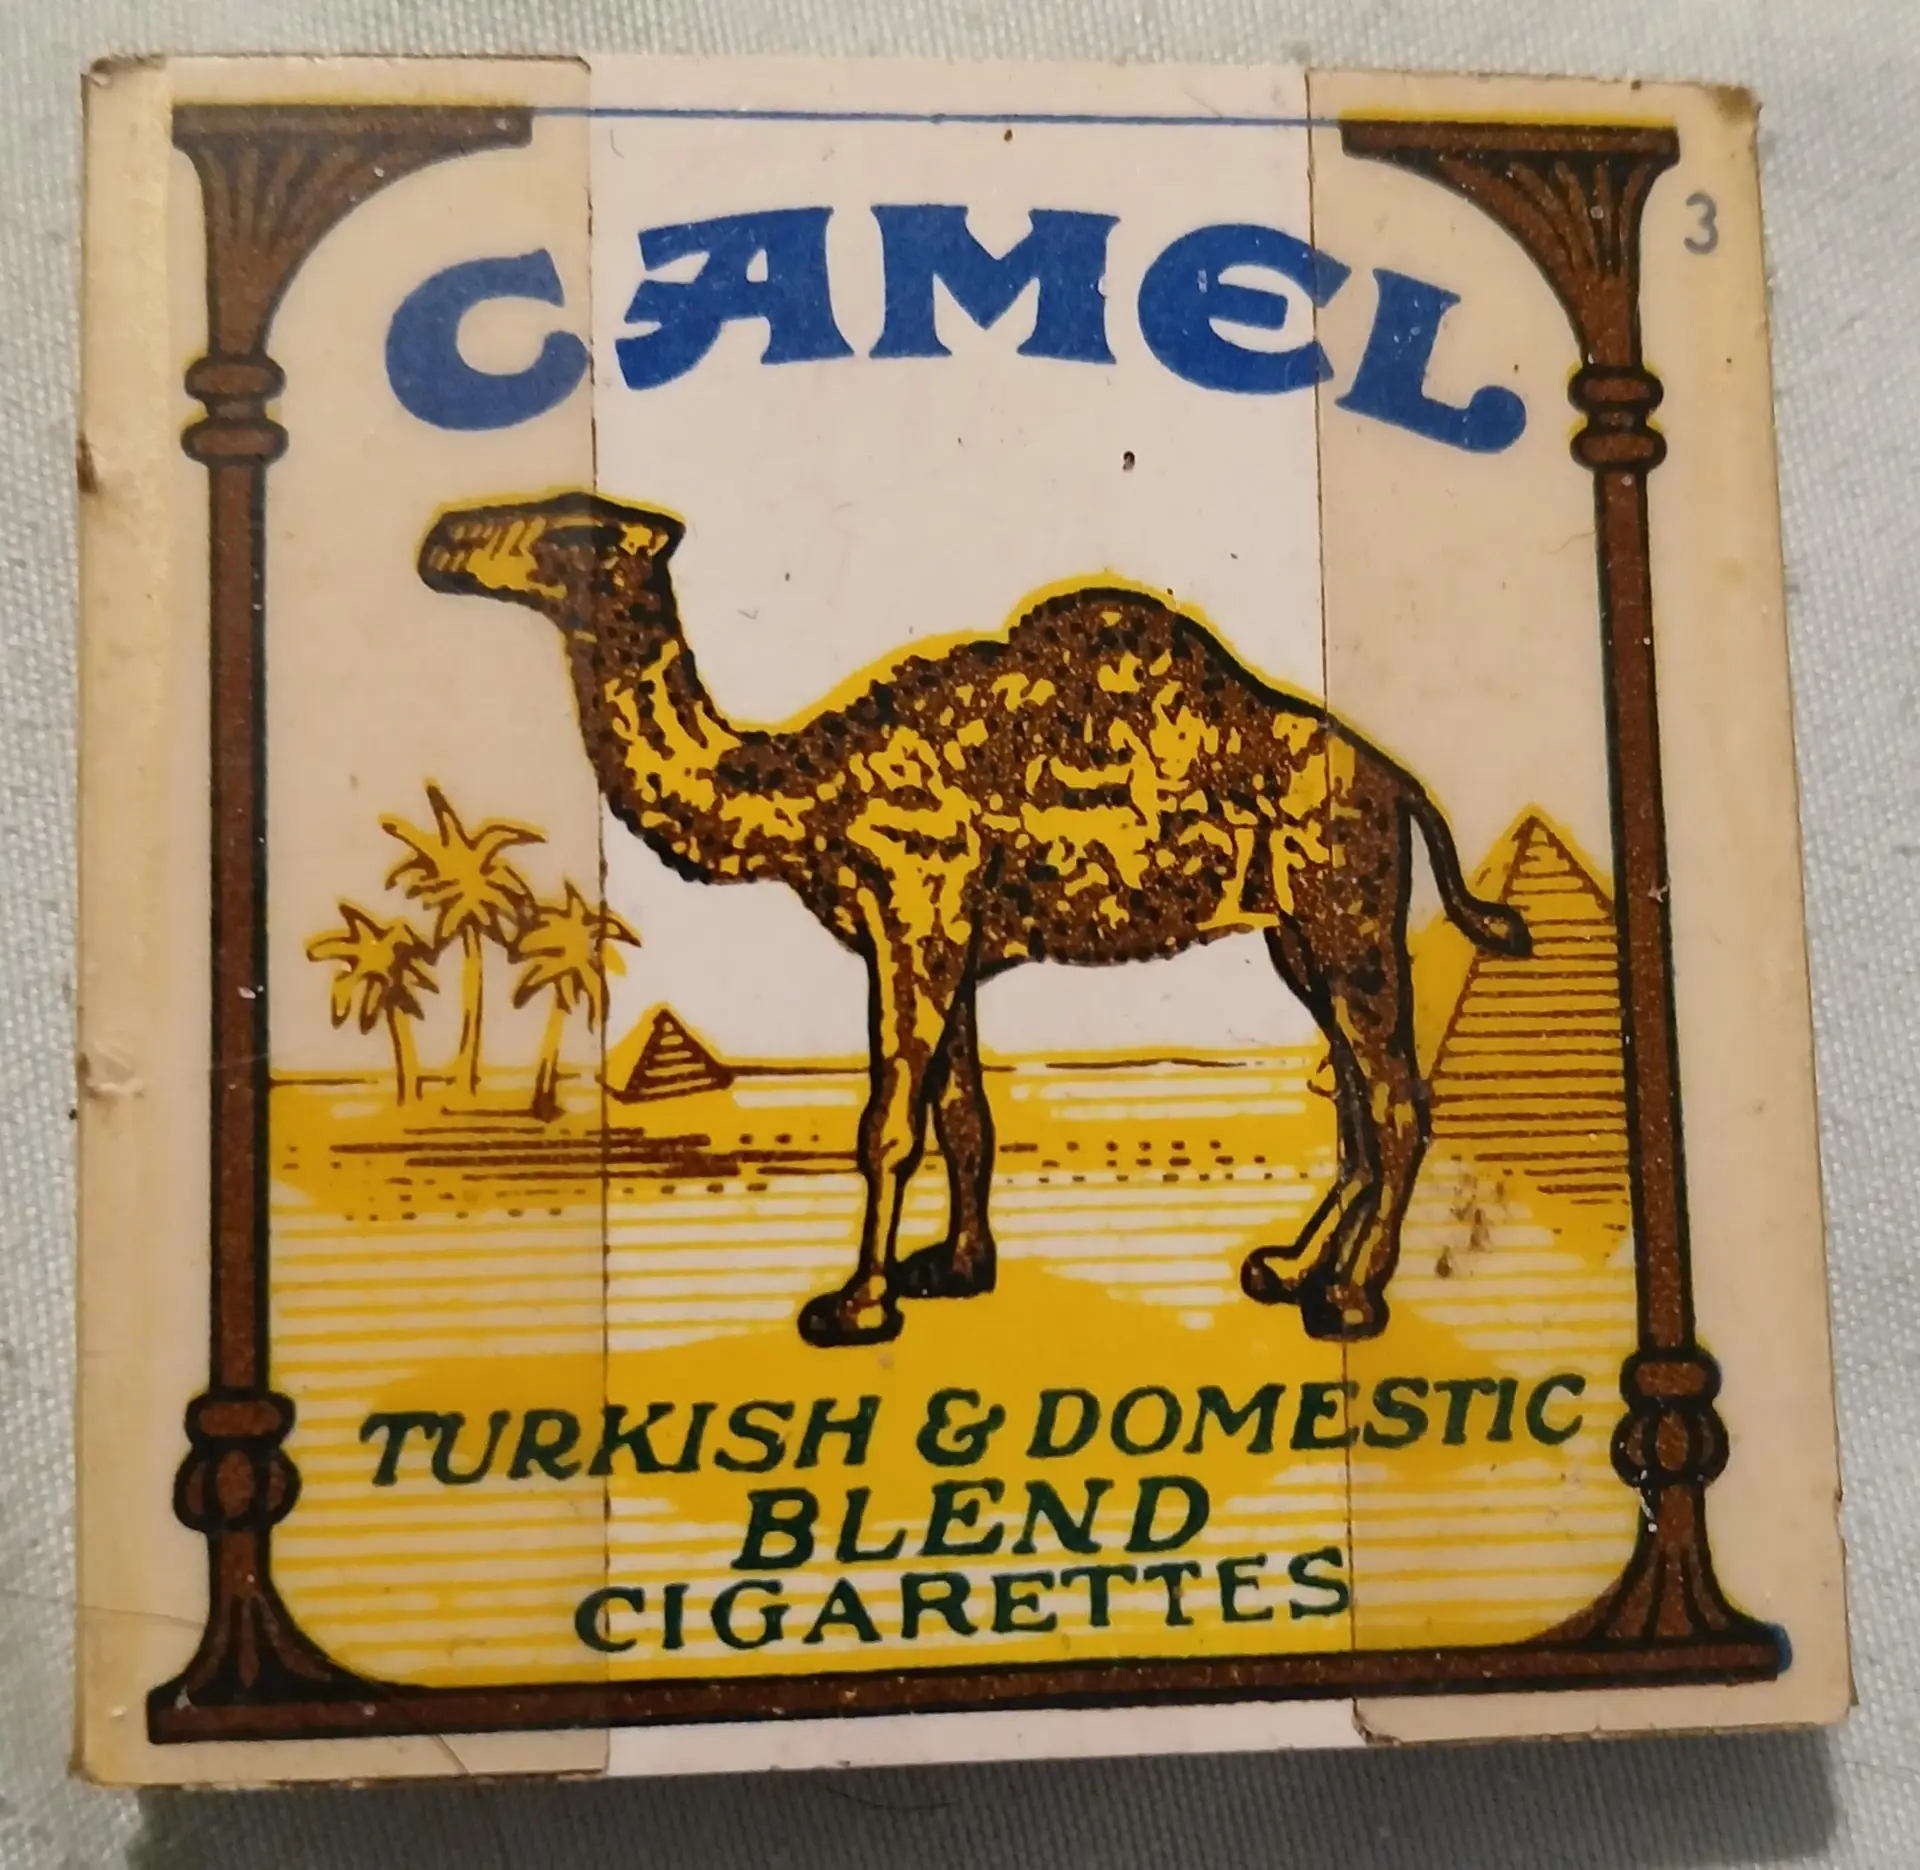 CAMEL
3
TURKISH & DOMESTIC
BLEND
CIGARETTES